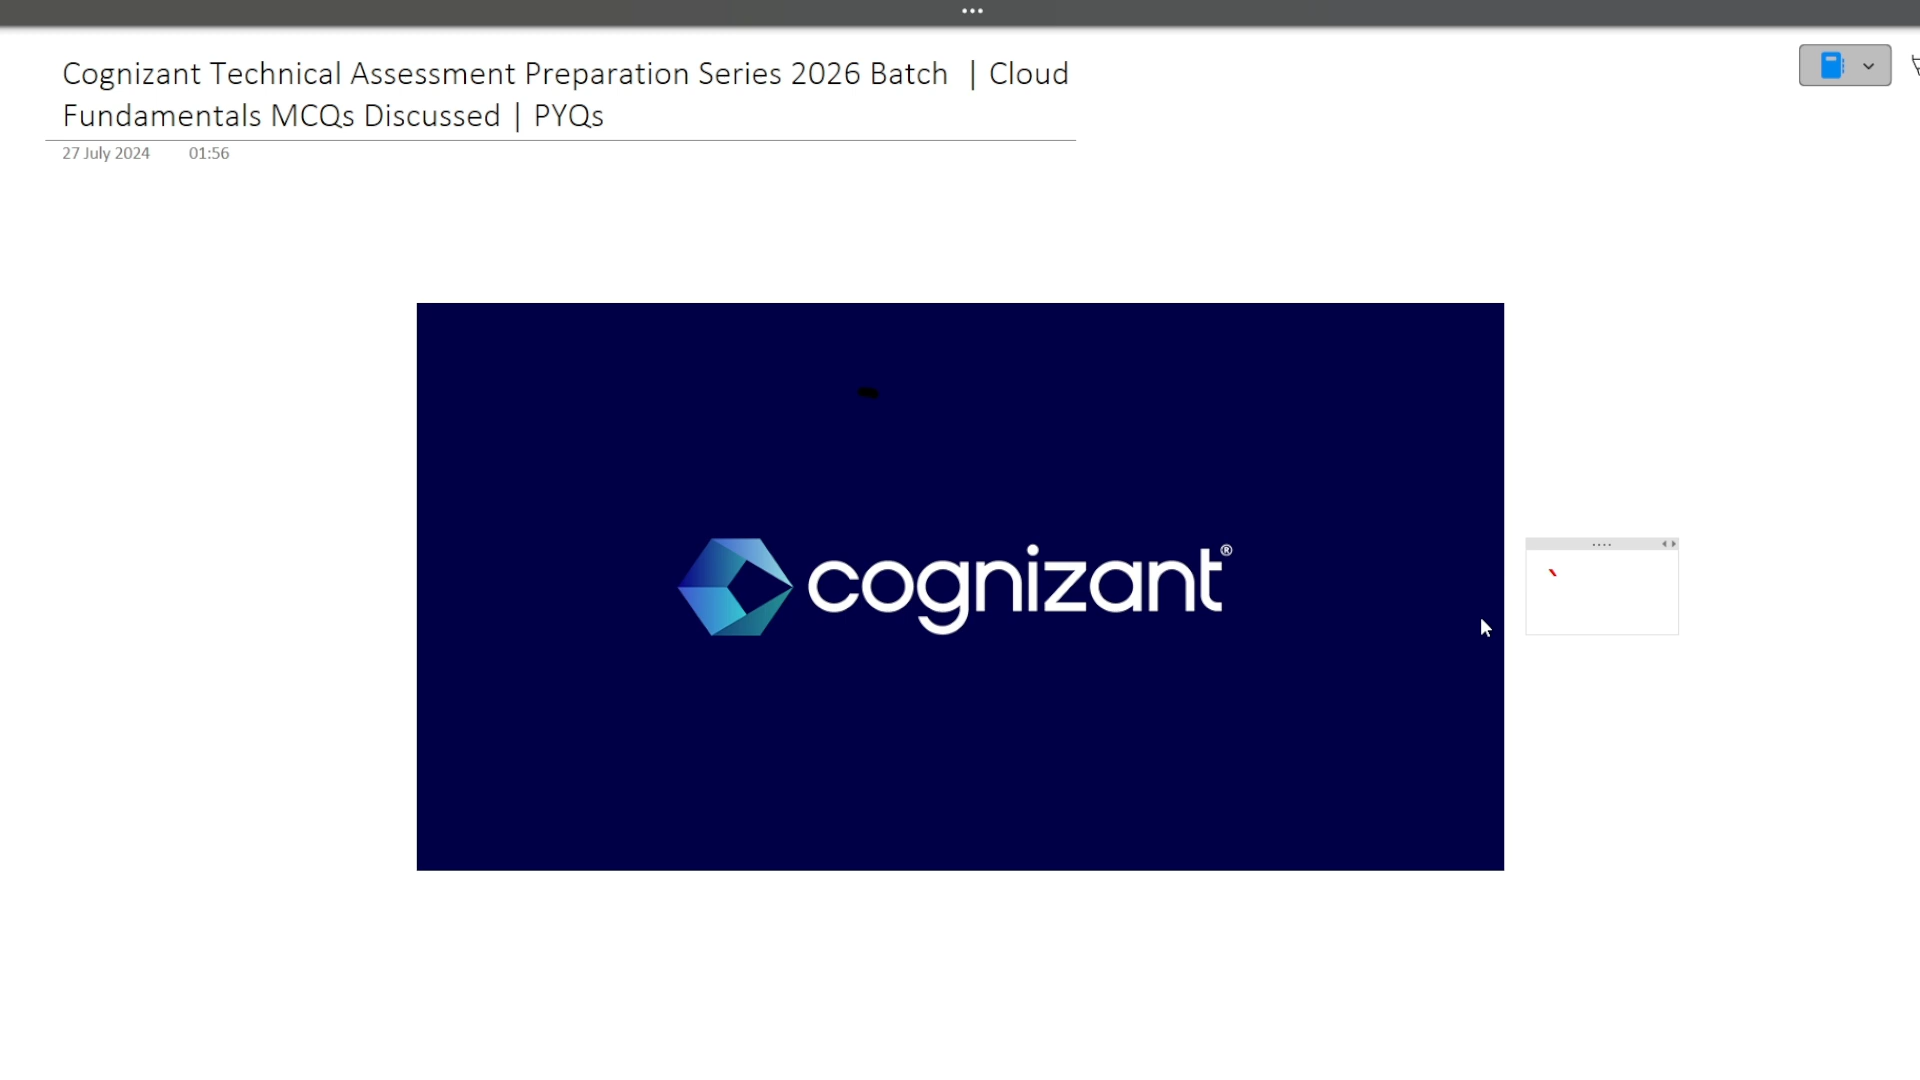 Cognizant Technical Assessment Preparation Series 2026 Batch | Cloud
Fundamentals MCQs Discussed | PYQs
27 July 2024 01:56
cognizant®